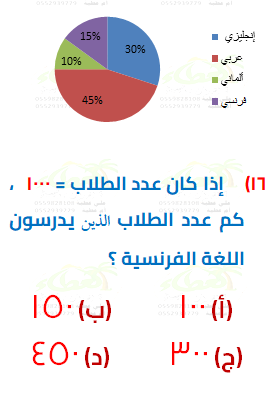 15%
30%
10%
45%
إنجليزي
عربي
ألماني
فرنسي
١٦) إذا كان عدد الطلاب = ١٠٠٠ ،
كم عدد الطلاب الذين يدرسون
اللغة الفرنسية ؟
(أ) ١٠٠ (ب) ١٥٠
(ج) ٣٠٠ (د) ٤٥٠